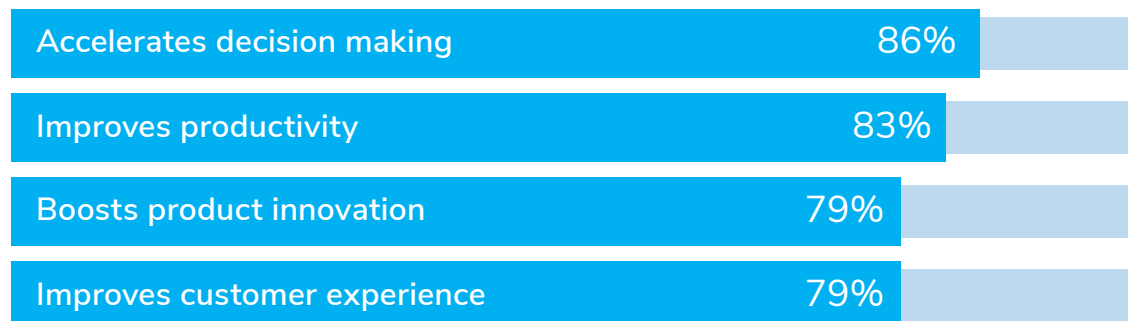 Accelerates decision making 86%
Improves productivity 83%
Boosts product innovation 79%
Improves customer experience 79%